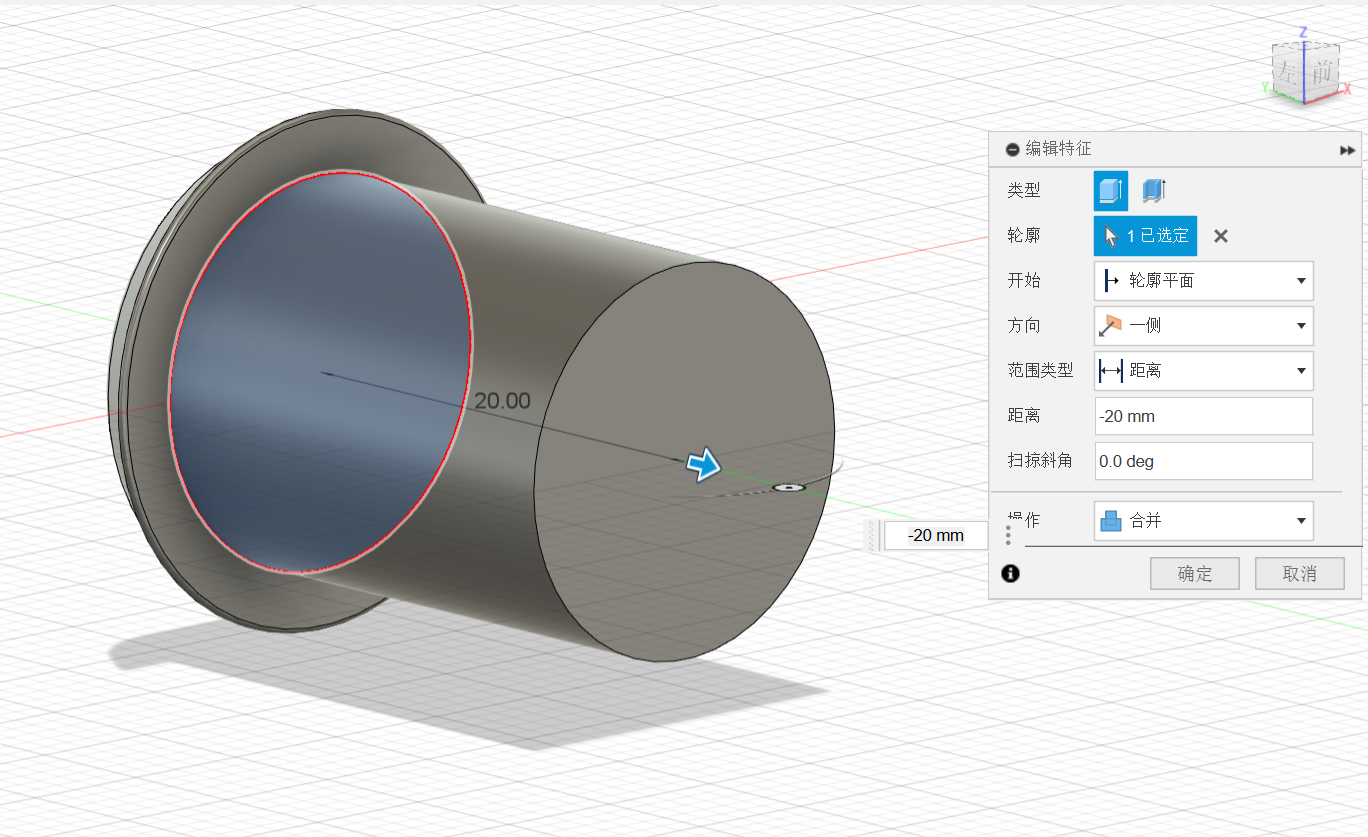 Z
左 前
Y X
编辑特征
类型
轮廓 1 已选定
开始 轮廓平面
方向 一侧
范围类型 距离
距离 -20 mm
扫掠斜角 0.0 deg
操作 合并
确定 取消
20.00
-20 mm